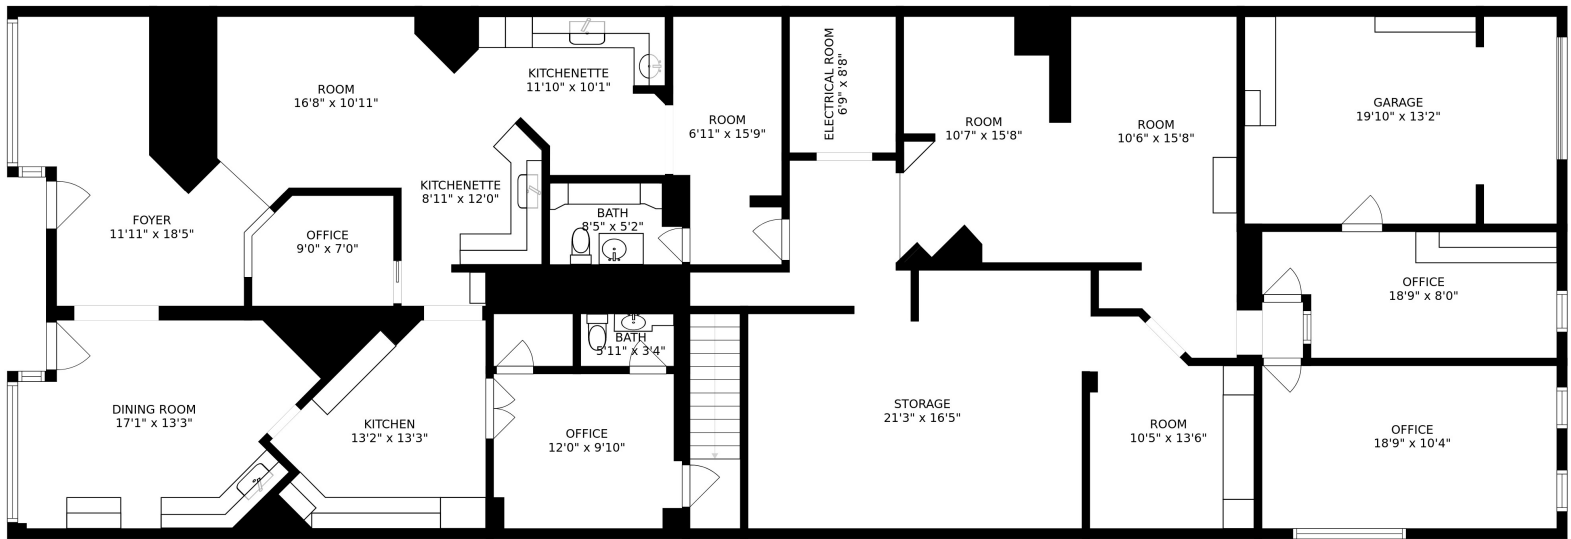 ROOM
16'8" x 10'11"
KITCHENETTE
11'10" x 10'1"
ROOM
6'11" x 15'9"
ELECTRICAL ROOM
6'9" x 8'8"
ROOM
10'7" x 15'8"
ROOM
10'6" x 15'8"
GARAGE
19'10" x 13'2"
FOYER
11'11" x 18'5"
OFFICE
9'0" x 7'0"
KITCHENETTE
8'11" x 12'0"
BATH
8'5" x 5'2"
OFFICE
18'9" x 8'0"
BATH
5'11" x 3'4"
DINING ROOM
17'1" x 13'3"
KITCHEN
13'2" x 13'3"
OFFICE
12'0" x 9'10"
STORAGE
21'3" x 16'5"
ROOM
10'5" x 13'6"
OFFICE
18'9" x 10'4"